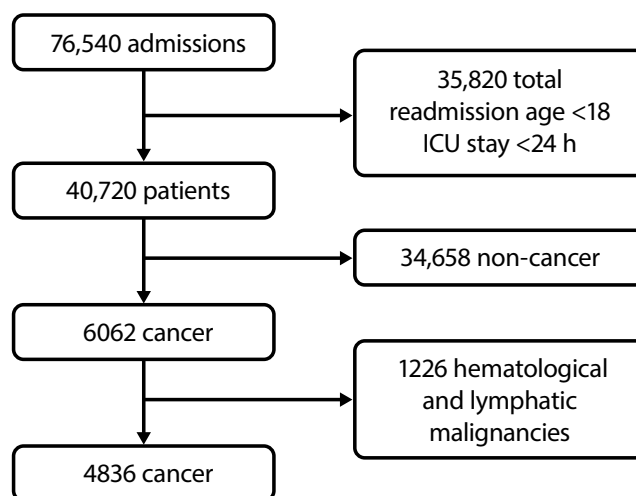 76,540 admissions
35,820 total
readmission age <18
ICU stay <24 h
40,720 patients
34,658 non-cancer
6062 cancer
1226 hematological
and lymphatic
malignancies
4836 cancer